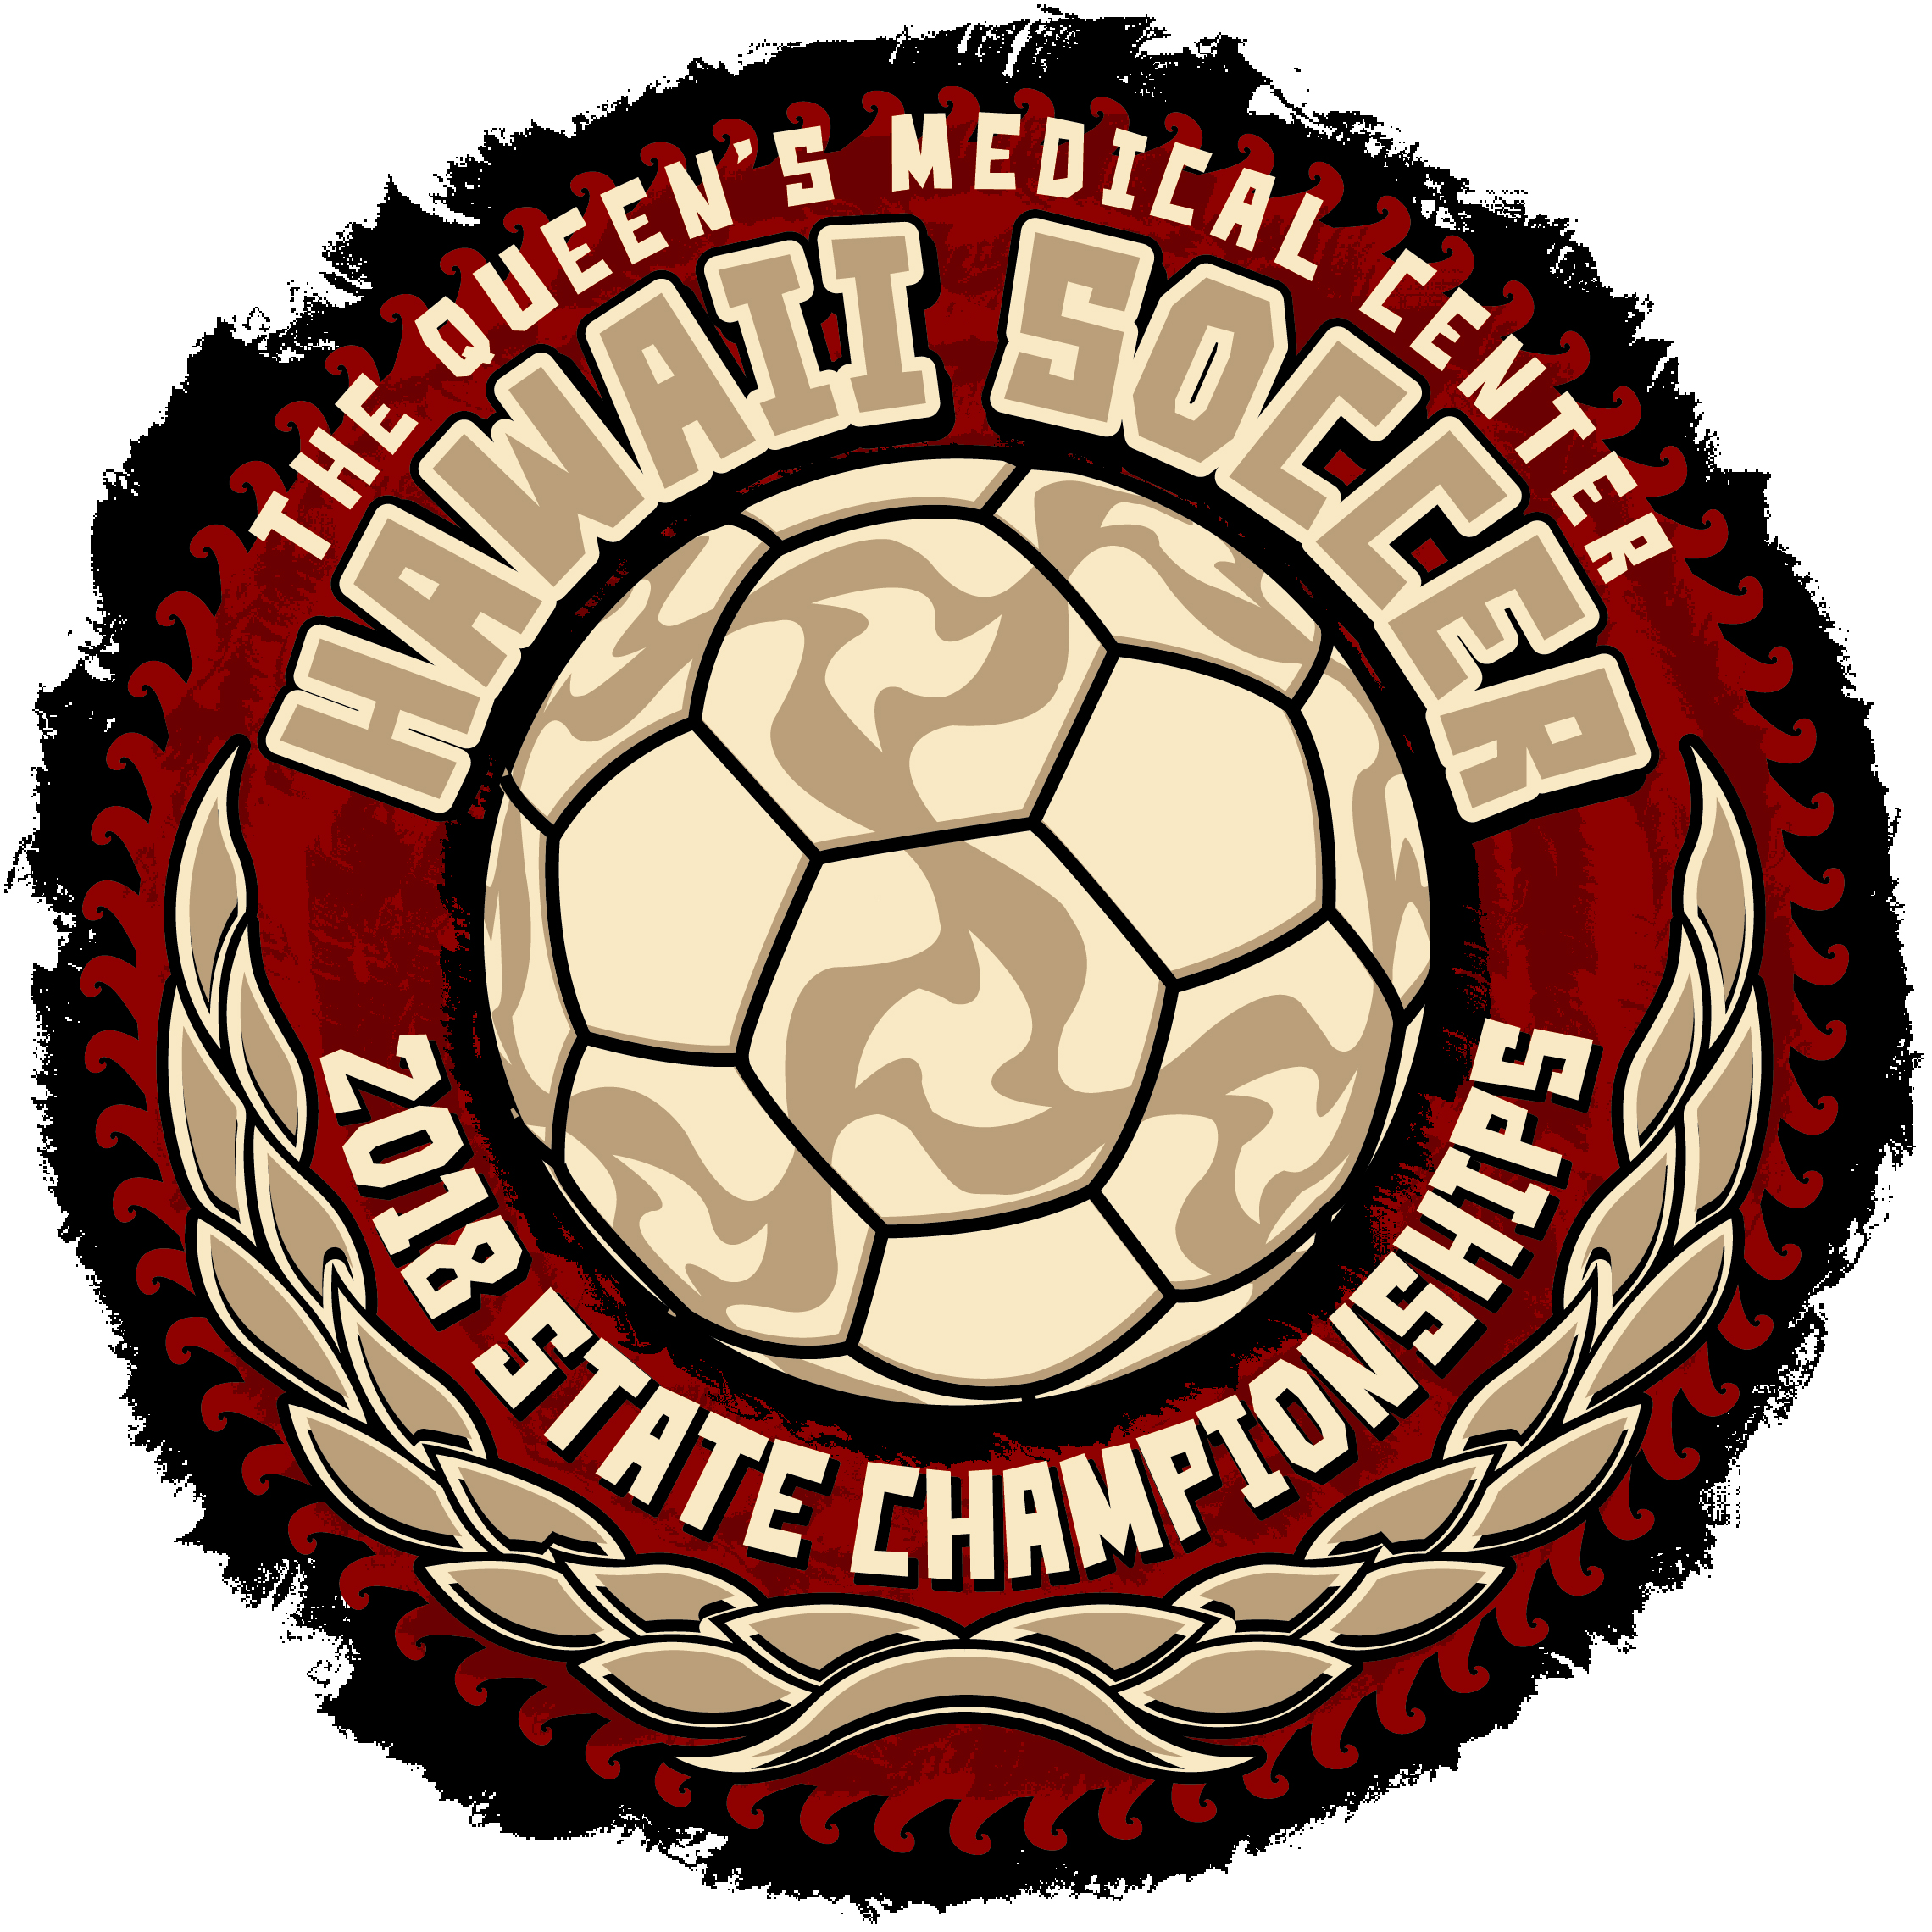 THE QUEEN'S MEDICAL CENTER
HAWAII SOCCER
2018 STATE CHAMPIONSHIPS